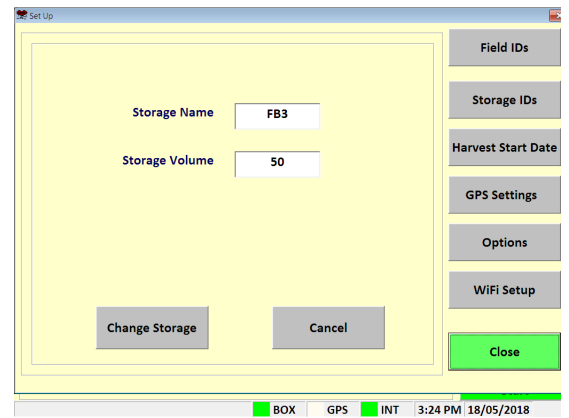 Set Up
Field IDs
Storage IDs
Storage Name FB3
Harvest Start Date
Storage Volume 50
GPS Settings
Options
WiFi Setup
Change Storage Cancel
Close
BOX GPS INT 3:24 PM 18/05/2018